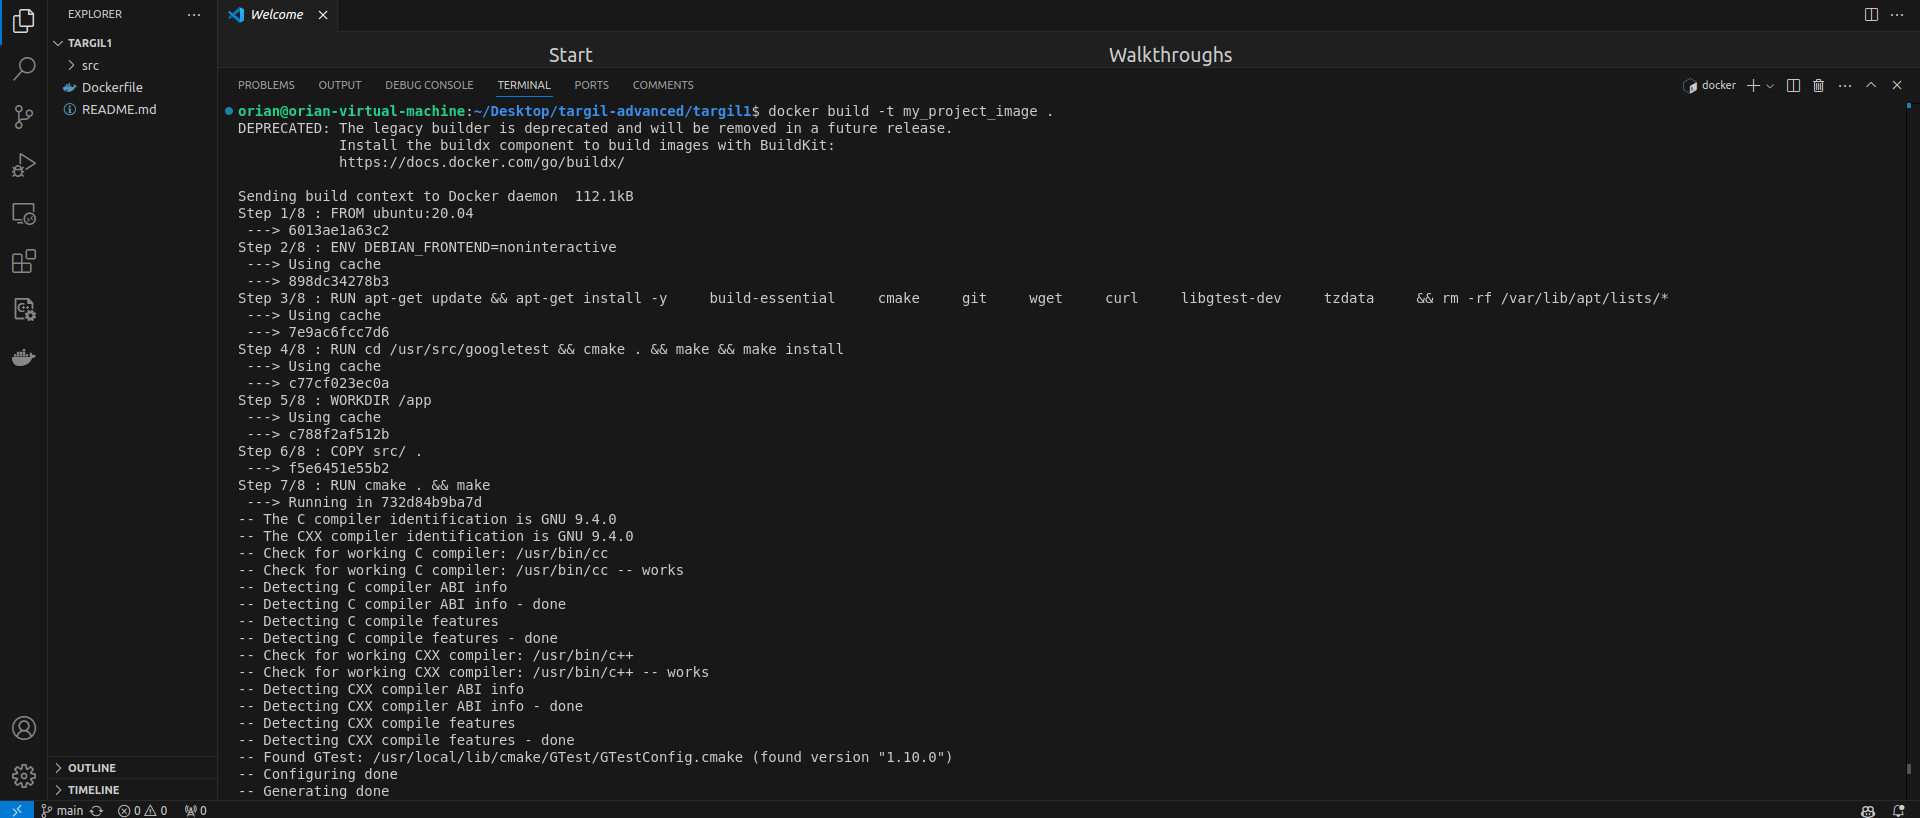 EXPLORER
TARGIL1
src
Dockerfile
README.md
OUTLINE
TIMELINE
Welcome
Start Walkthroughs
PROBLEMS OUTPUT DEBUG CONSOLE TERMINAL PORTS COMMENTS
docker
orian@orian-virtual-machine:~/Desktop/targil-advanced/targil1$ docker build -t my_project_image .
DEPRECATED: The legacy builder is deprecated and will be removed in a future release.
            Install the buildx component to build images with BuildKit:
            https://docs.docker.com/go/buildx/
Sending build context to Docker daemon  112.1kB
Step 1/8 : FROM ubuntu:20.04
 ---> 6013ae1a63c2
Step 2/8 : ENV DEBIAN_FRONTEND=noninteractive
 ---> Using cache
 ---> 898dc34278b3
Step 3/8 : RUN apt-get update && apt-get install -y     build-essential     cmake     git     wget     curl     libgtest-dev     tzdata     && rm -rf /var/lib/apt/lists/*
 ---> Using cache
 ---> 7e9ac6fcc7d6
Step 4/8 : RUN cd /usr/src/googletest && cmake . && make && make install
 ---> Using cache
 ---> c77cf023ec0a
Step 5/8 : WORKDIR /app
 ---> Using cache
 ---> c788f2af512b
Step 6/8 : COPY src/ .
 ---> f5e6451e55b2
Step 7/8 : RUN cmake . && make
 ---> Running in 732d84b9ba7d
-- The C compiler identification is GNU 9.4.0
-- The CXX compiler identification is GNU 9.4.0
-- Check for working C compiler: /usr/bin/cc
-- Check for working C compiler: /usr/bin/cc -- works
-- Detecting C compiler ABI info
-- Detecting C compiler ABI info - done
-- Detecting C compile features
-- Detecting C compile features - done
-- Check for working CXX compiler: /usr/bin/c++
-- Check for working CXX compiler: /usr/bin/c++ -- works
-- Detecting CXX compiler ABI info
-- Detecting CXX compiler ABI info - done
-- Detecting CXX compile features
-- Detecting CXX compile features - done
-- Found GTest: /usr/local/lib/cmake/GTest/GTestConfig.cmake (found version "1.10.0")
-- Configuring done
-- Generating done
main 0 0 0